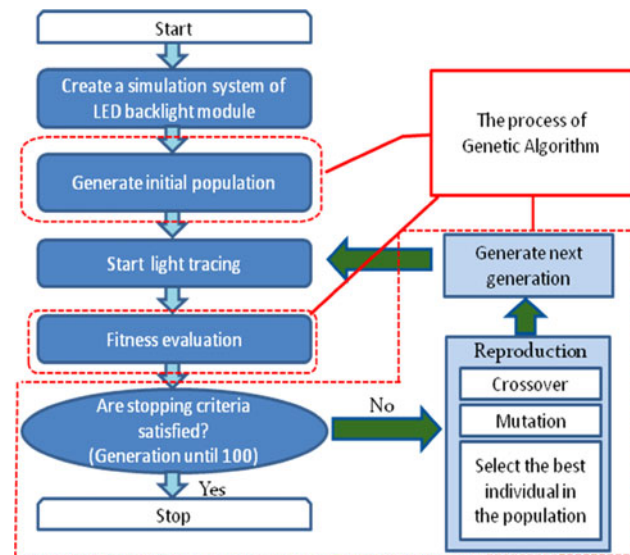 Start
Create a simulation system of
LED backlight module
Generate initial population
Start light tracing
Fitness evaluation
Are stopping criteria
satisfied?
(Generation until 100)
Yes
Stop
No
The process of
Genetic Algorithm
Generate next
generation
Reproduction
Crossover
Mutation
Select the best
individual in
the population